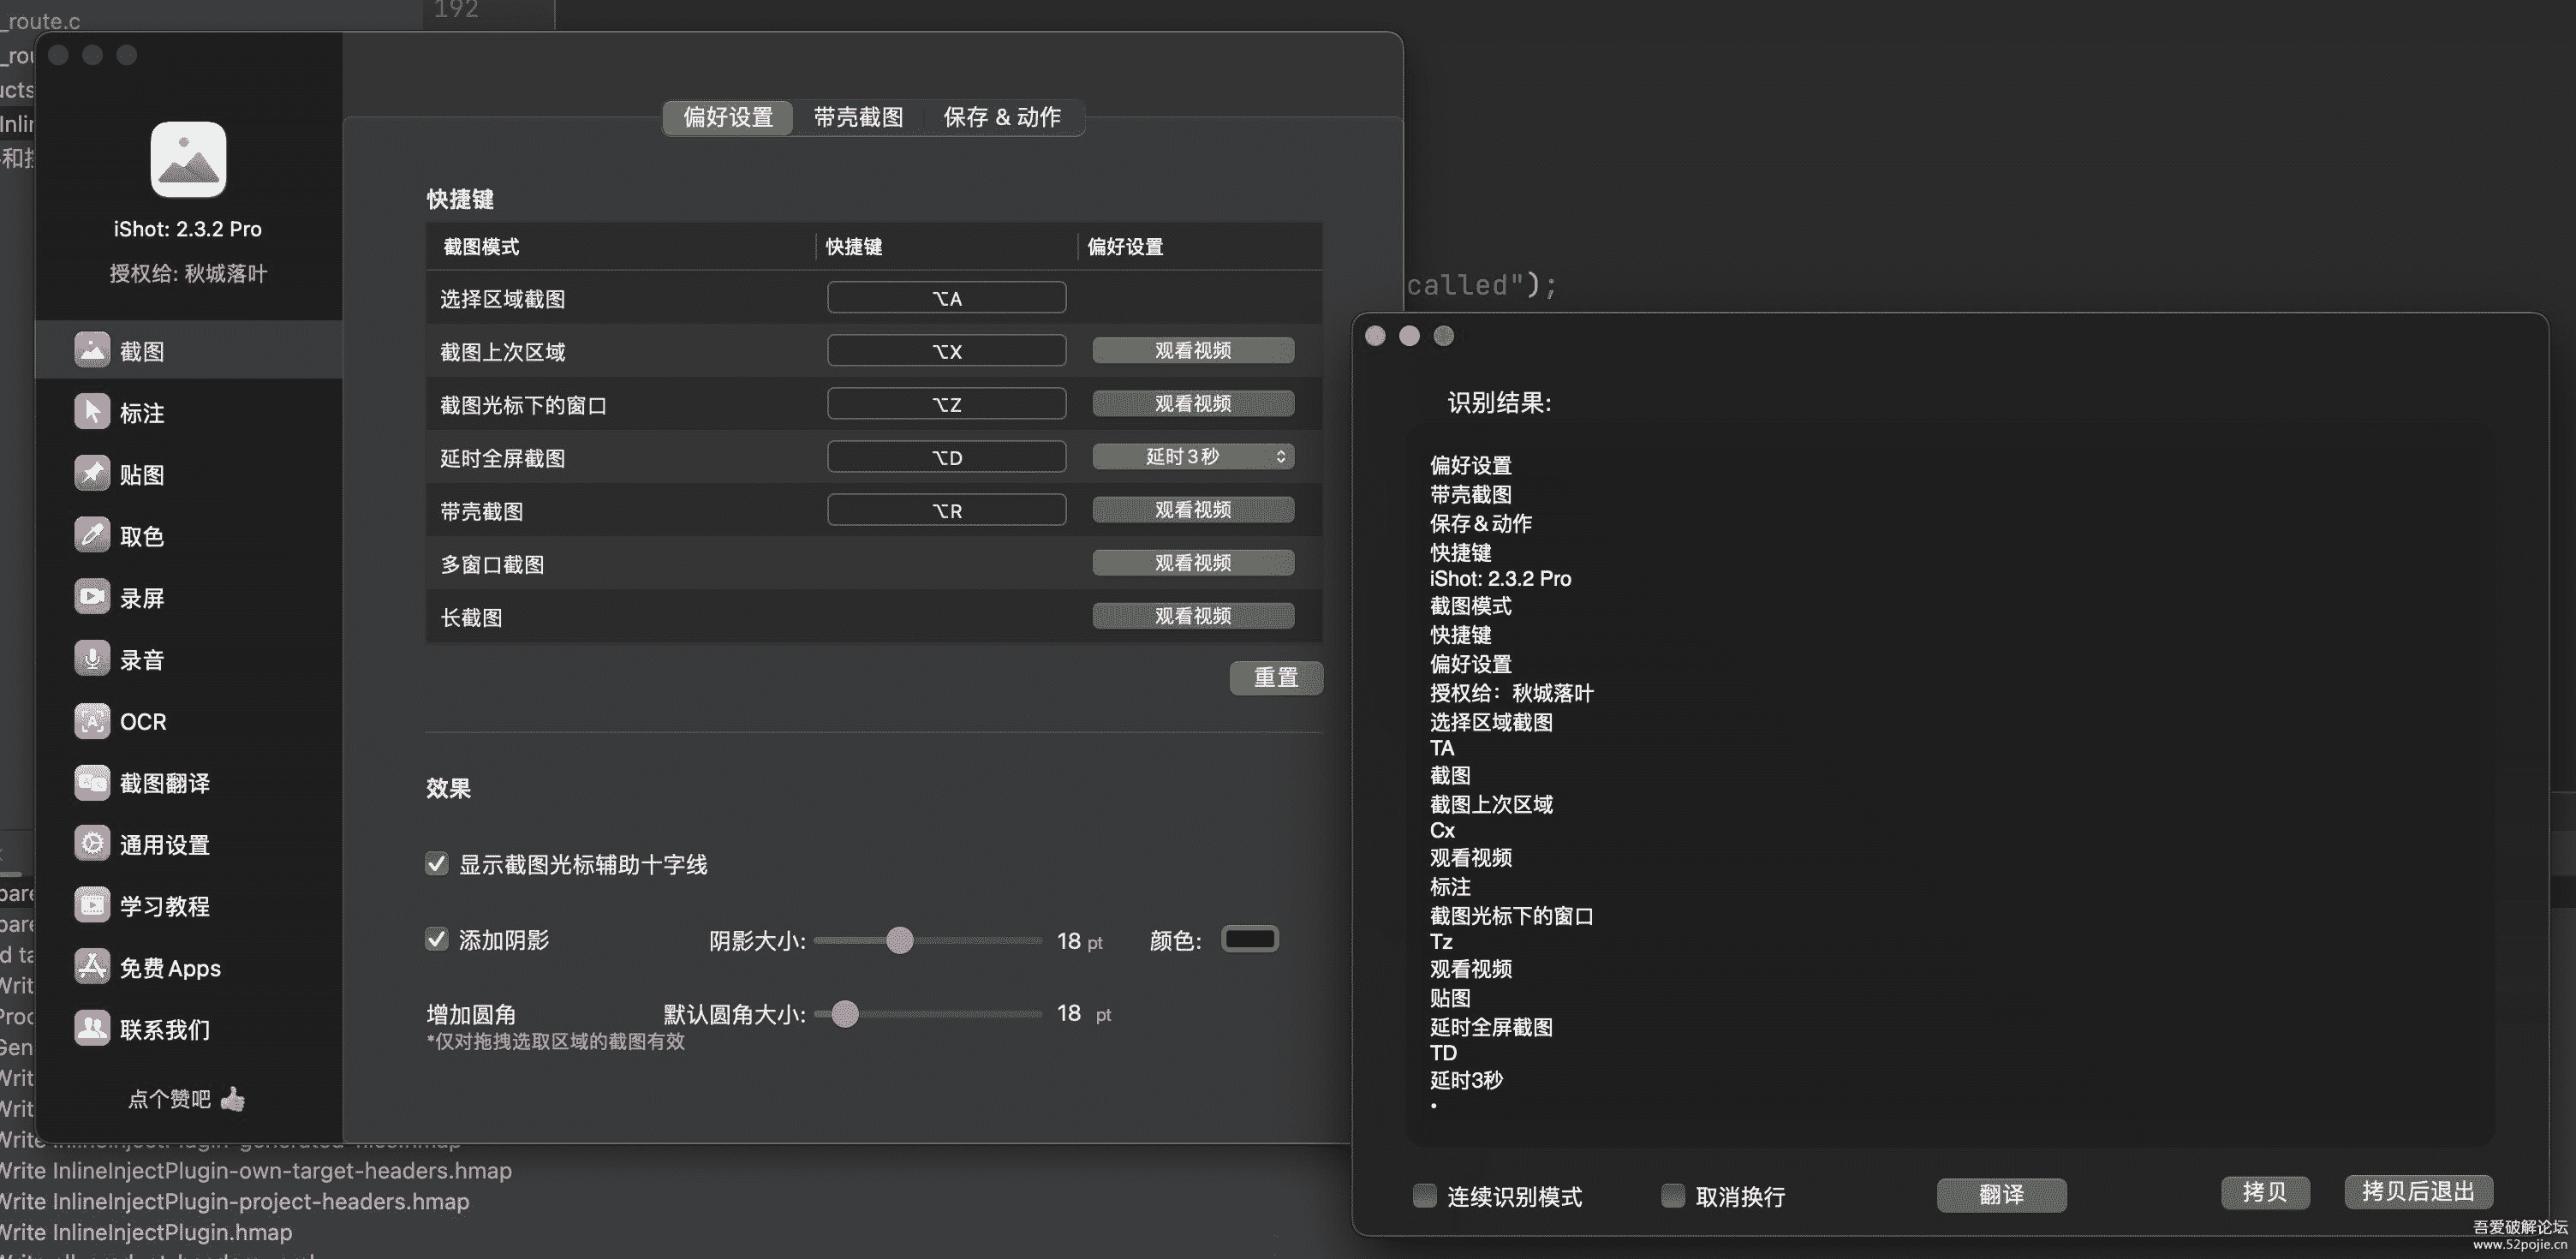 _route.c
192
iShot: 2.3.2 Pro
授权给: 秋城落叶
截图
标注
贴图
取色
录屏
录音
OCR
截图翻译
通用设置
学习教程
免费 Apps
联系我们
点个赞吧 👍
偏好设置 带壳截图 保存 & 动作
快捷键
截图模式 快捷键 偏好设置
选择区域截图 ⌥A
截图上次区域 ⌥X 观看视频
截图光标下的窗口 ⌥Z 观看视频
延时全屏截图 ⌥D 延时3秒
带壳截图 ⌥R 观看视频
多窗口截图 观看视频
长截图 观看视频
重置
效果
显示截图光标辅助十字线
添加阴影 阴影大小: 18 pt 颜色:
增加圆角 默认圆角大小: 18 pt
*仅对拖拽选取区域的截图有效
called");
识别结果:
偏好设置
带壳截图
保存&动作
快捷键
iShot: 2.3.2 Pro
截图模式
快捷键
偏好设置
授权给：秋城落叶
选择区域截图
TA
截图
截图上次区域
Cx
观看视频
标注
截图光标下的窗口
Tz
观看视频
贴图
延时全屏截图
TD
延时3秒
•
连续识别模式 取消换行 翻译 拷贝 拷贝后退出
Write InlineInjectPlugin-own-target-headers.hmap
Write InlineInjectPlugin-project-headers.hmap
Write InlineInjectPlugin.hmap
吾爱破解论坛
www.52pojie.cn